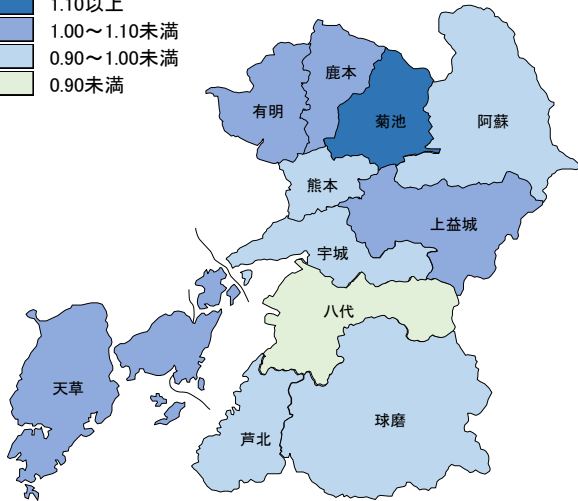 1.10以上
1.00～1.10未満
0.90～1.00未満
0.90未満
鹿本
有明
菊池
阿蘇
熊本
上益城
宇城
八代
天草
球磨
芦北